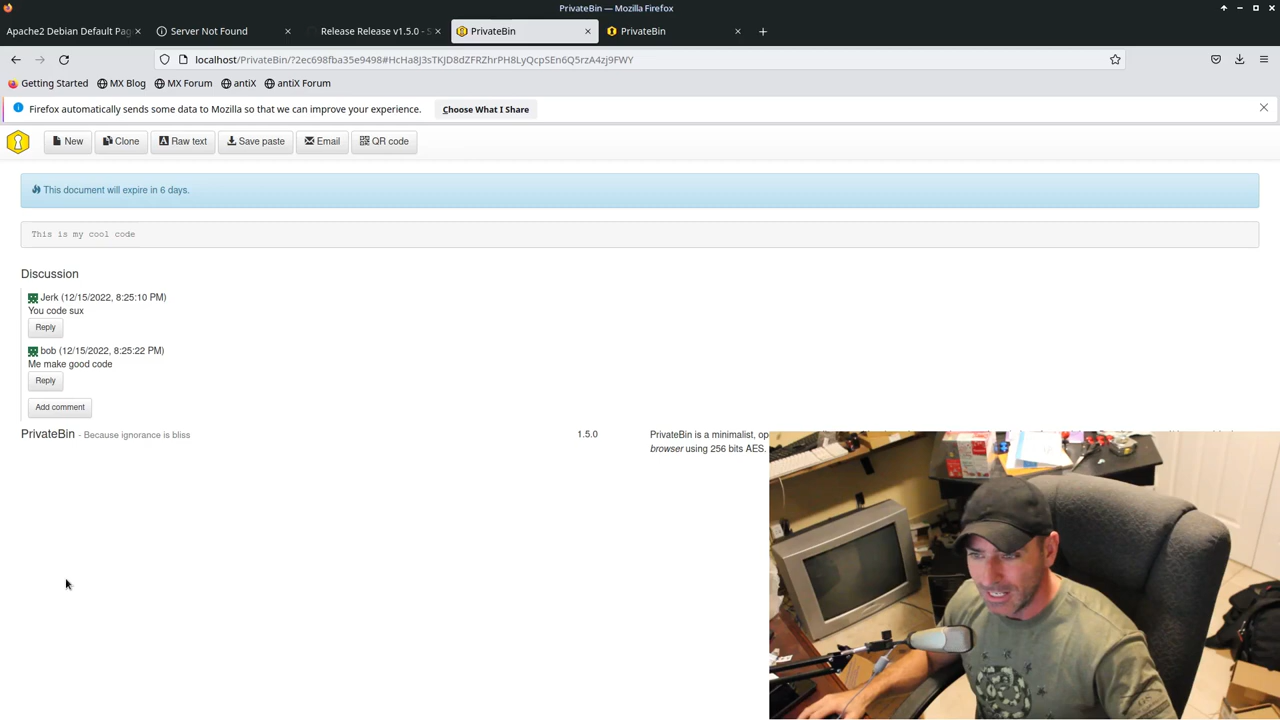 PrivateBin — Mozilla Firefox
Apache2 Debian Default Pag
Server Not Found
Release Release v1.5.0 - S
PrivateBin
PrivateBin
localhost/PrivateBin/?2ec698fba35e9498#HcHa8J3sTKJD8dZFRZhrPH8LyQcpSEn6Q5rzA4zj9FWY
Getting Started MX Blog MX Forum antiX antiX Forum
Firefox automatically sends some data to Mozilla so that we can improve your experience. Choose What I Share
New Clone Raw text Save paste Email QR code
This document will expire in 6 days.
This is my cool code
Discussion
Jerk (12/15/2022, 8:25:10 PM)
You code sux
Reply
bob (12/15/2022, 8:25:22 PM)
Me make good code
Reply
Add comment
PrivateBin - Because ignorance is bliss 1.5.0 PrivateBin is a minimalist,
browser using 256 bits AES.